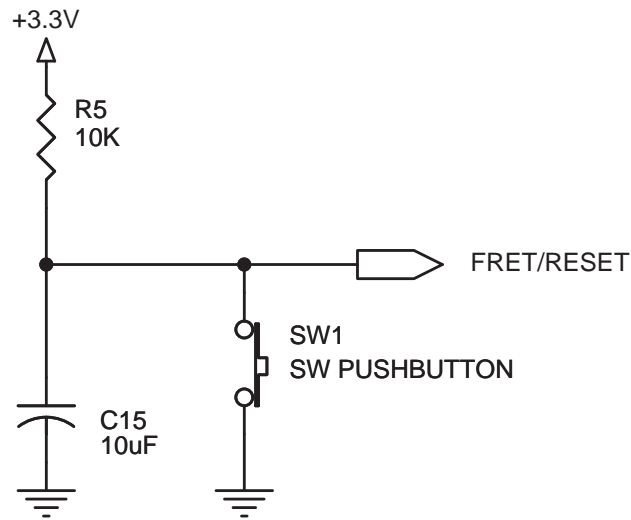 +3.3V
R5
10K
FRET/RESET
SW1
SW PUSHBUTTON
C15
10uF